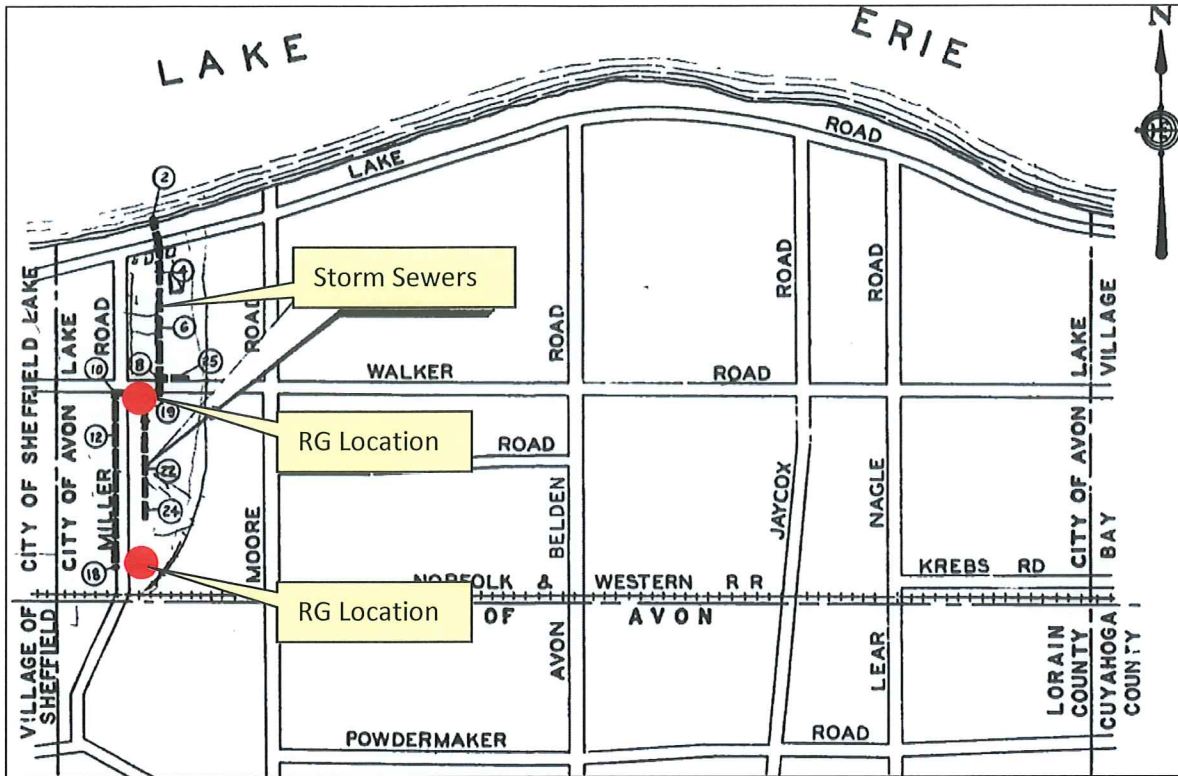 LAKE ERIE
N
ROAD
LAKE
2
4
Storm Sewers
6
ROAD
ROAD
ROAD
ROAD
ROAD
8
25
10
WALKER ROAD
19
RG Location
12
ROAD
22
24
18
CITY OF SHEFFIELD LAKE
CITY OF AVON LAKE
MILLER
MOORE
BELDEN
AVON
JAYCOX
NAGLE
LEAR
CITY OF AVON LAKE
BAY VILLAGE
KREBS RD
NORFOLK & WESTERN R R
RG Location
OF AVON
VILLAGE OF SHEFFIELD
LORAIN COUNTY
CUYAHOGA COUNTY
POWDERMAKER ROAD